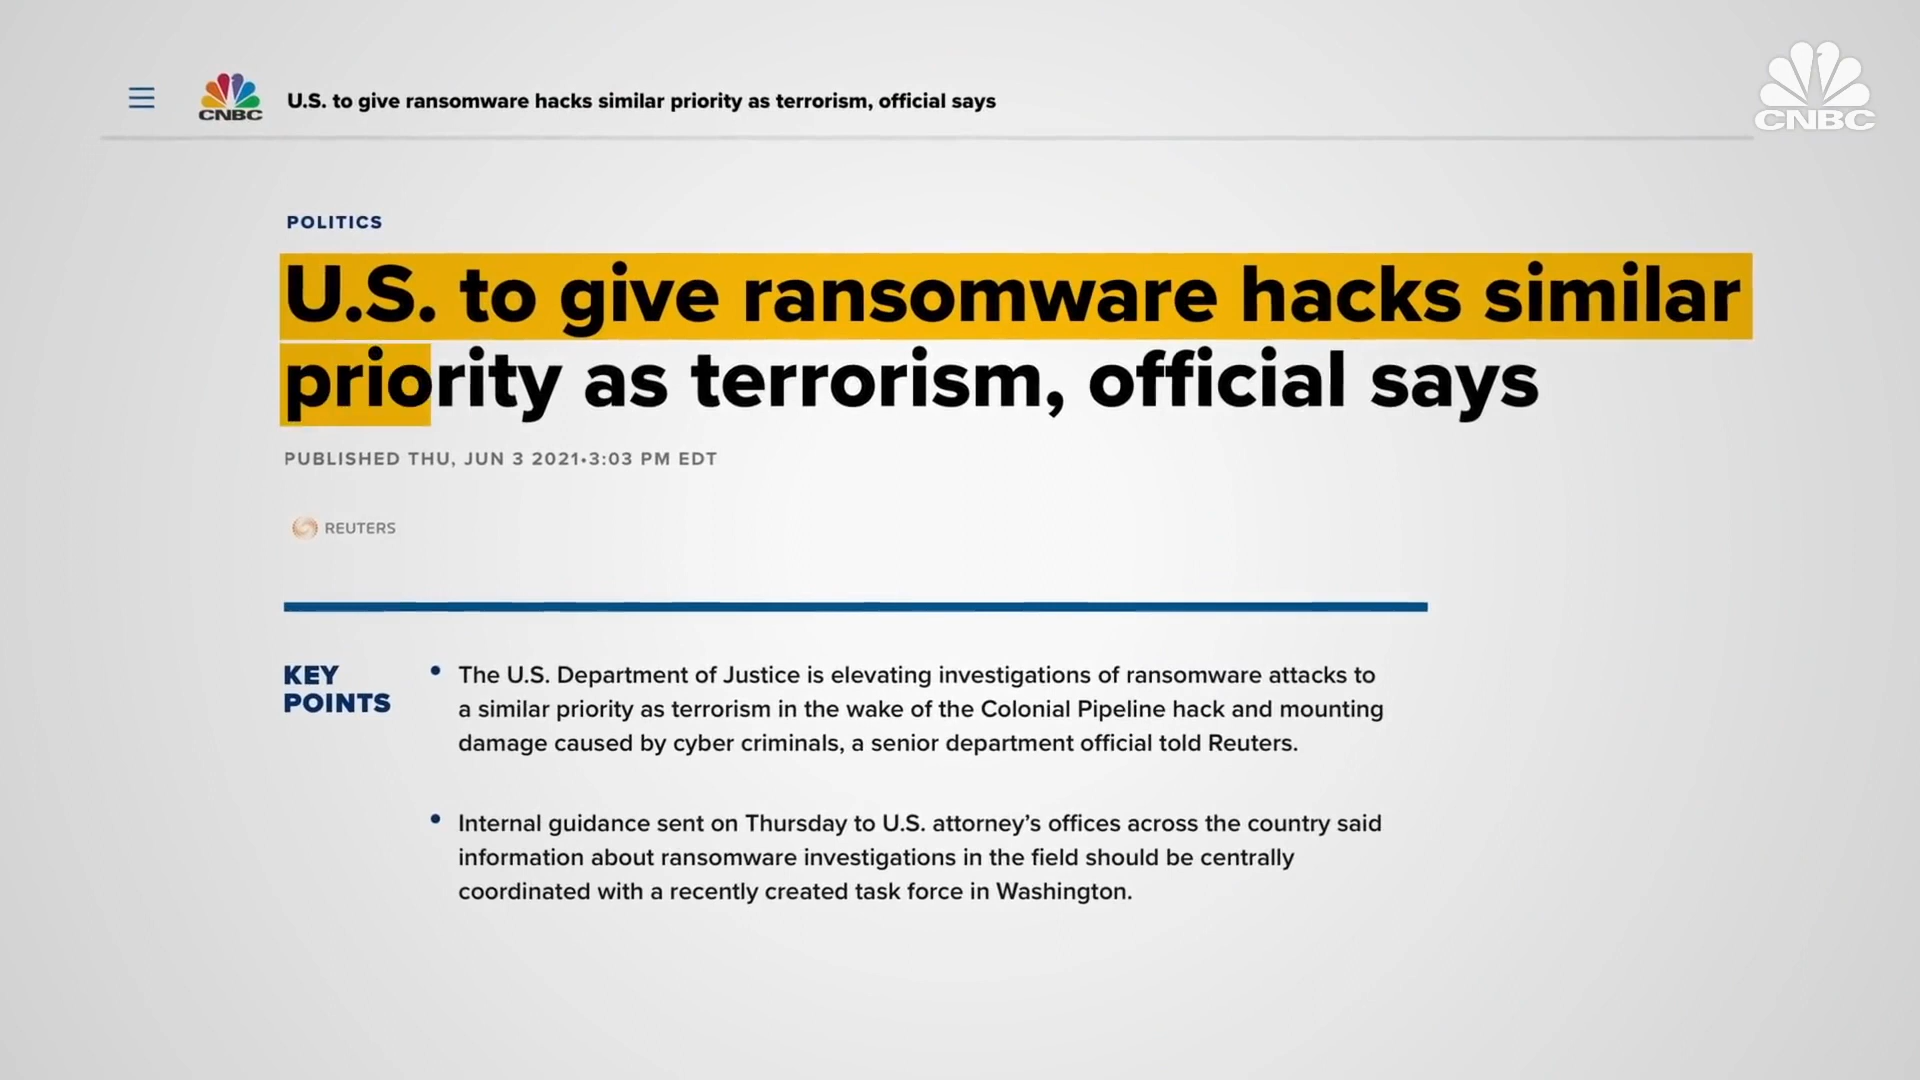 CNBC
U.S. to give ransomware hacks similar priority as terrorism, official says
CNBC
POLITICS
U.S. to give ransomware hacks similar
priority as terrorism, official says
PUBLISHED THU, JUN 3 2021•3:03 PM EDT
REUTERS
KEY
POINTS
• The U.S. Department of Justice is elevating investigations of ransomware attacks to
a similar priority as terrorism in the wake of the Colonial Pipeline hack and mounting
damage caused by cyber criminals, a senior department official told Reuters.
• Internal guidance sent on Thursday to U.S. attorney’s offices across the country said
information about ransomware investigations in the field should be centrally
coordinated with a recently created task force in Washington.